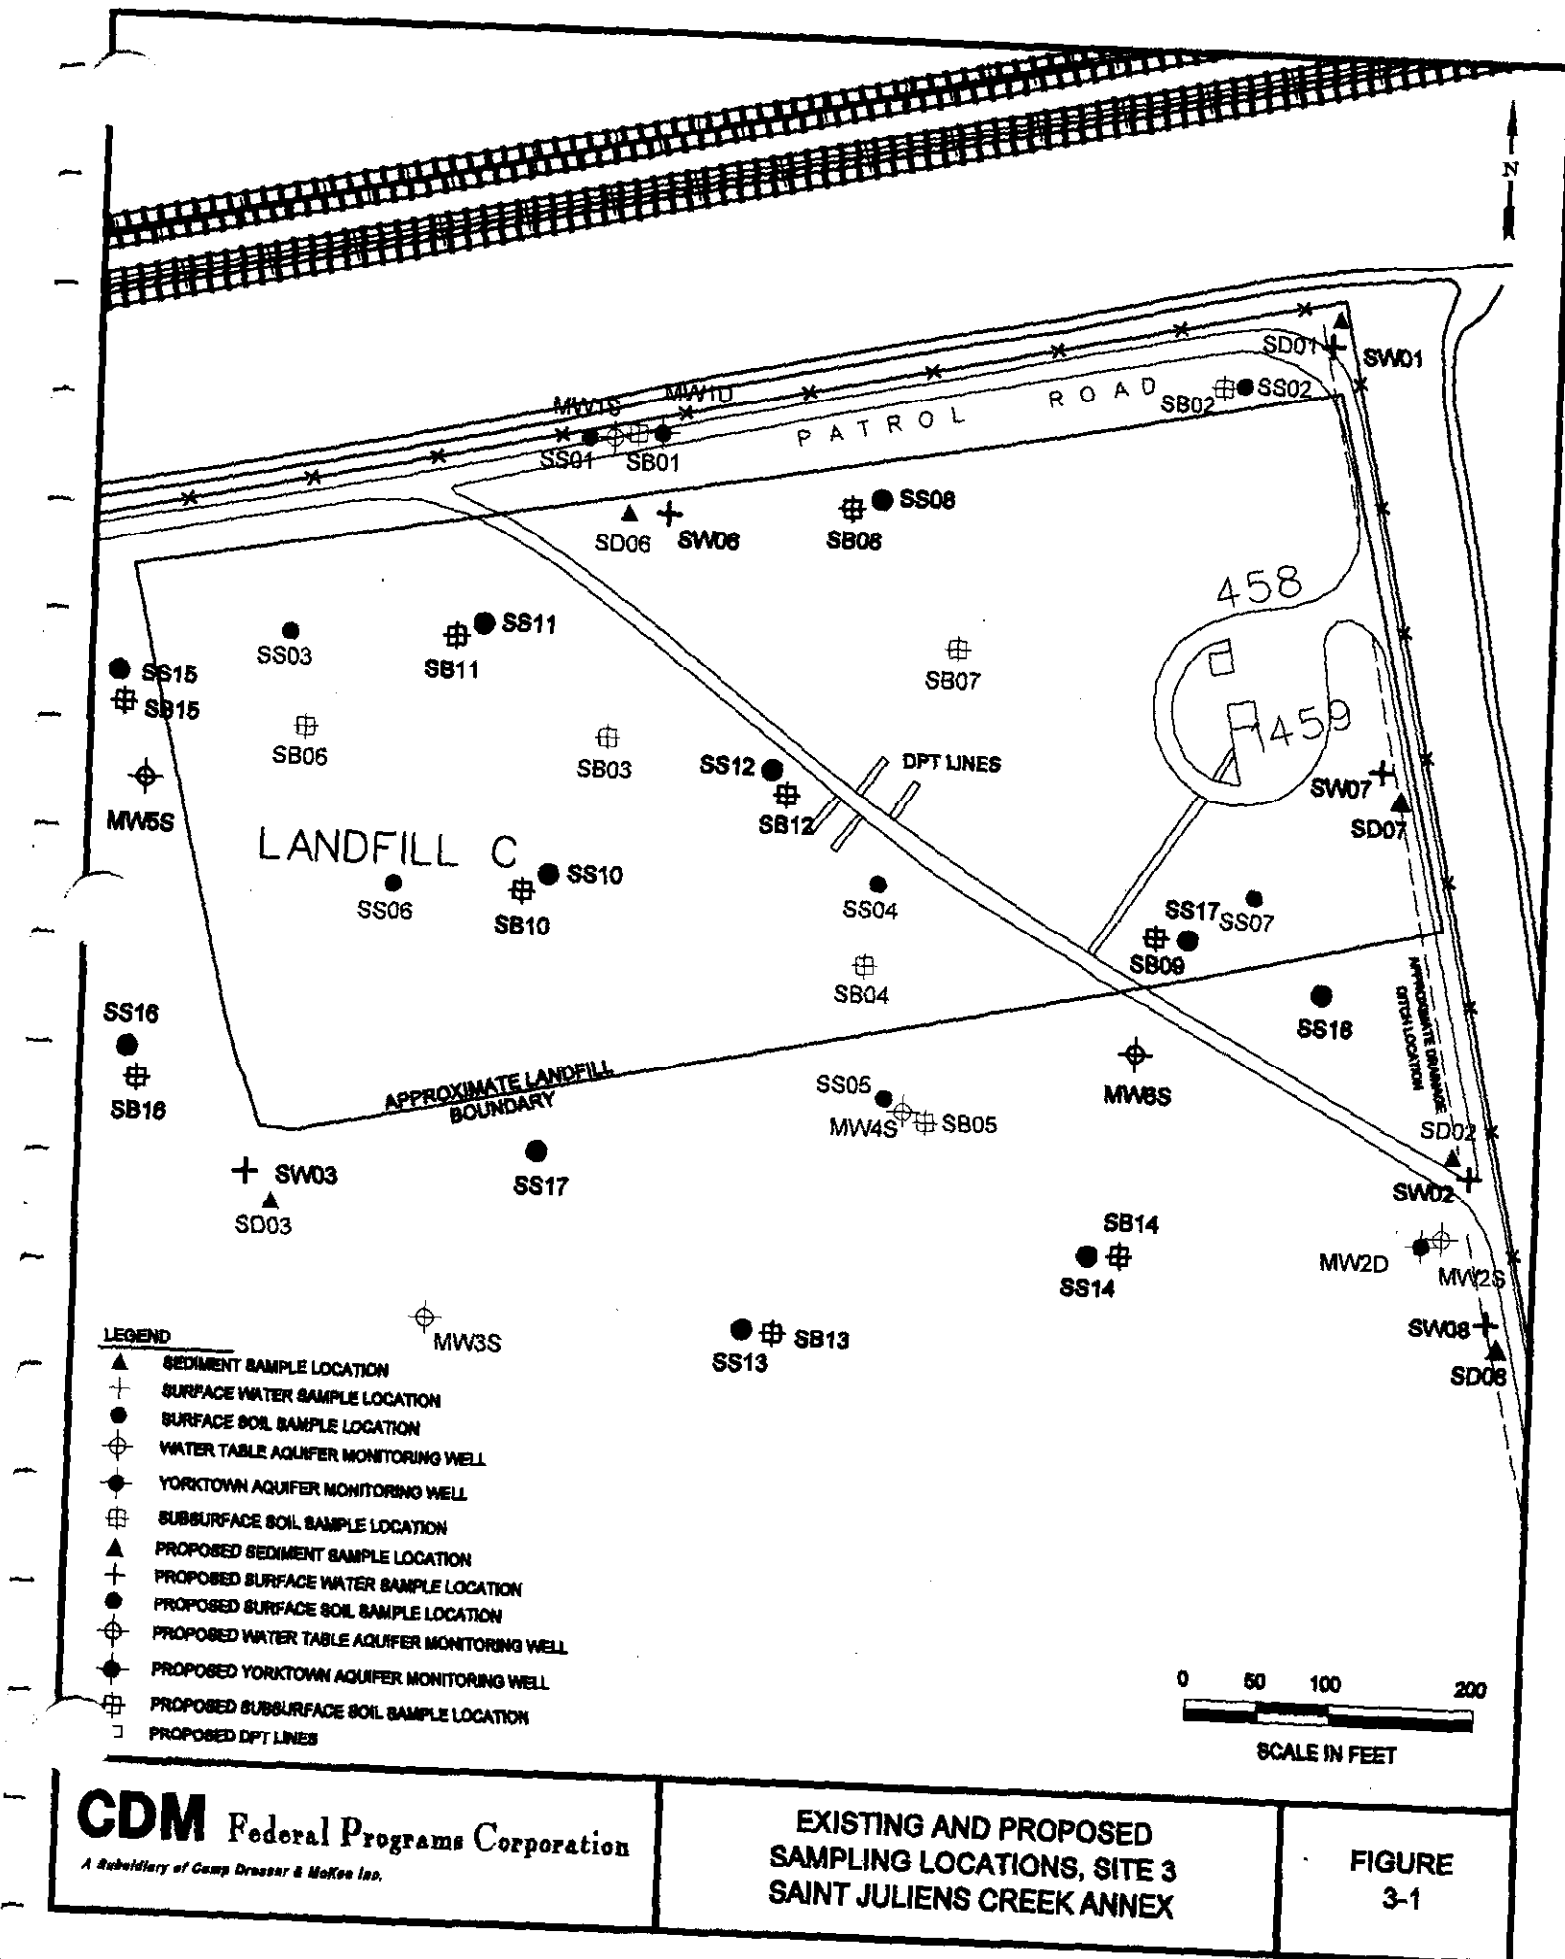 N
SD01
SW01
SB02
SS02
MW1S
MW1D
PATROL ROAD
SS01
SB01
SS08
SD06
SW06
SB08
458
SS11
SS03
SB11
SS15
SB15
SB07
SB06
SB03
459
SS12
DPT LINES
SW07
MW5S
SB12
SD07
LANDFILL C
SS10
SS06
SS04
SB10
SS17
SS07
SB09
SB04
SS16
SS18
APPROXIMATE DRAINAGE
DITCH LOCATION
APPROXIMATE LANDFILL
BOUNDARY
SS05
MW6S
SB16
MW4S
SB05
SD02
SW03
SS17
SW02
SD03
SB14
MW2D
SS14
MW2S
MW3S
SB13
SW08
SS13
SD08
LEGEND
SEDIMENT SAMPLE LOCATION
SURFACE WATER SAMPLE LOCATION
SURFACE SOIL SAMPLE LOCATION
WATER TABLE AQUIFER MONITORING WELL
YORKTOWN AQUIFER MONITORING WELL
SUBSURFACE SOIL SAMPLE LOCATION
PROPOSED SEDIMENT SAMPLE LOCATION
PROPOSED SURFACE WATER SAMPLE LOCATION
PROPOSED SURFACE SOIL SAMPLE LOCATION
PROPOSED WATER TABLE AQUIFER MONITORING WELL
PROPOSED YORKTOWN AQUIFER MONITORING WELL
PROPOSED SUBSURFACE SOIL SAMPLE LOCATION
PROPOSED DPT LINES
0 50 100 200
SCALE IN FEET
CDM Federal Programs Corporation
A Subsidiary of Camp Dresser & McKee Inc.
EXISTING AND PROPOSED
SAMPLING LOCATIONS, SITE 3
SAINT JULIENS CREEK ANNEX
FIGURE
3-1